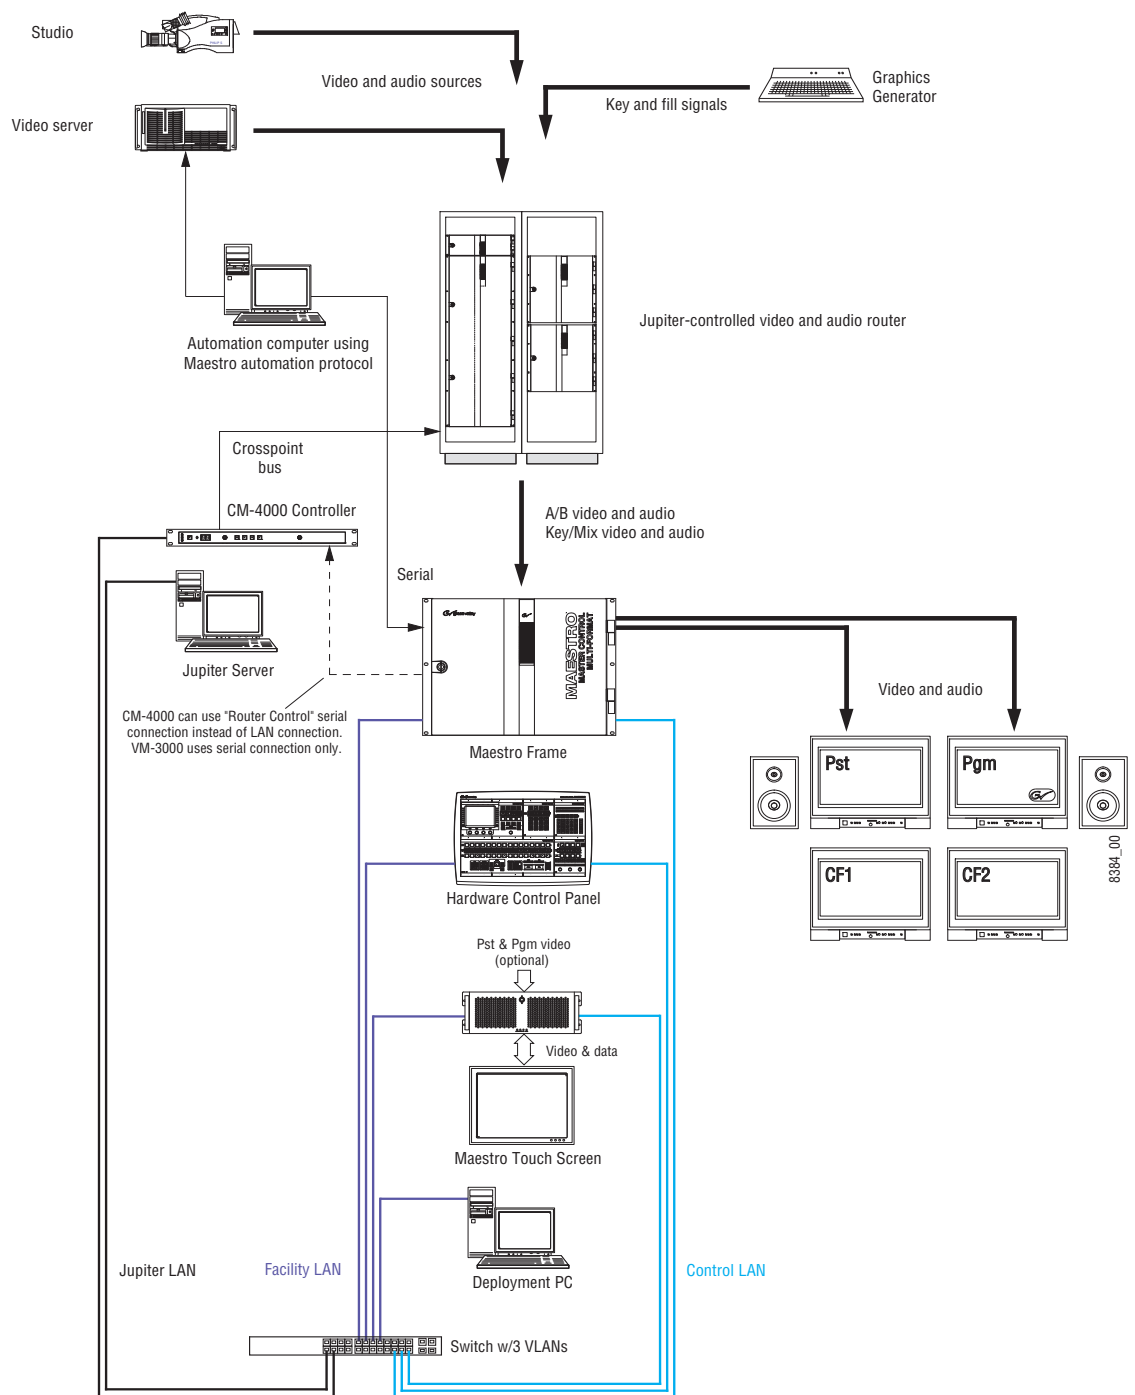 Studio
Video and audio sources
Graphics
Generator
Key and fill signals
Video server
Jupiter-controlled video and audio router
Automation computer using
Maestro automation protocol
Crosspoint
bus
CM-4000 Controller
A/B video and audio
Key/Mix video and audio
Serial
MAESTRO
MASTER CONTROL
MULTI-FORMAT
Jupiter Server
CM-4000 can use "Router Control" serial
connection instead of LAN connection.
VM-3000 uses serial connection only.
Maestro Frame
Video and audio
Pst
Pgm
CF1
CF2
8384_00
Hardware Control Panel
Pst & Pgm video
(optional)
Video & data
Maestro Touch Screen
Deployment PC
Jupiter LAN
Facility LAN
Control LAN
Switch w/3 VLANs